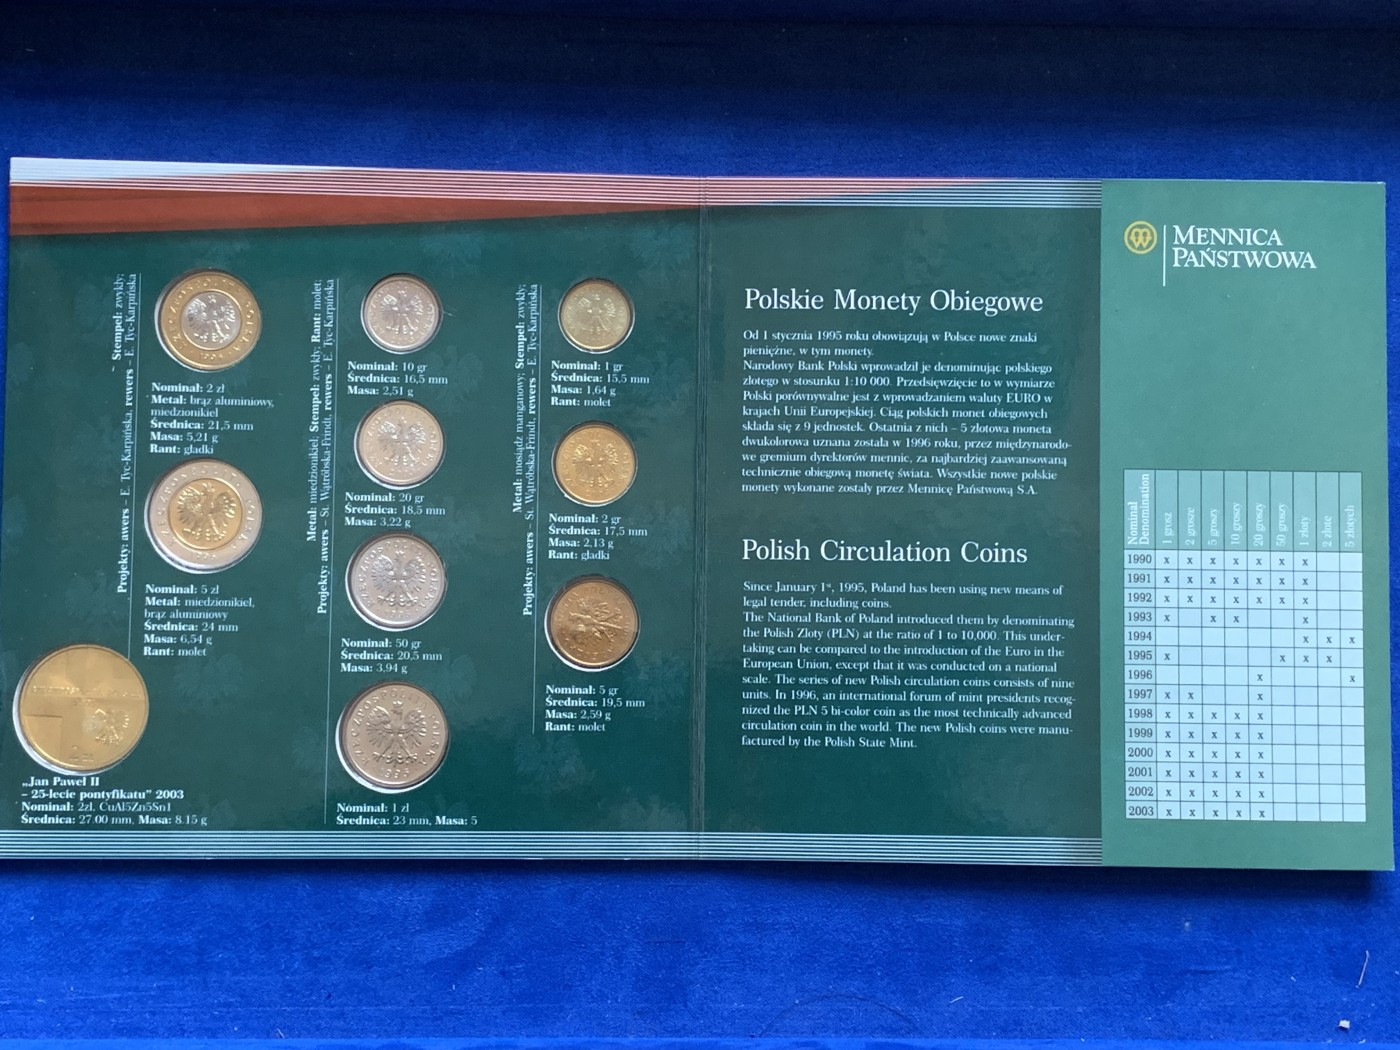 Stempel: zwykły;
Projekty: awers – E. Tyc-Karpińska, rewers – E. Tyc-Karpińska
Nominał: 2 zł
Metal: brąz aluminiowy,
miedzionikiel
Średnica: 21,5 mm
Masa: 5,21 g
Rant: gładki
Nominał: 5 zł
Metal: miedzionikiel,
brąz aluminiowy
Średnica: 24 mm
Masa: 6,54 g
Rant: molet
2 zł
„Jan Paweł II
– 25-lecie pontyfikatu” 2003
Nominał: 2zł, CuAl5Zn5Sn1
Średnica: 27.00 mm, Masa: 8.15 g
Metal: miedzionikiel; Stempel: zwykły; Rant: molet;
Projekty: awers – St. Wątróbska-Frindt, rewers – E. Tyc-Karpińska
Nominał: 10 gr
Średnica: 16,5 mm
Masa: 2,51 g
Nominał: 20 gr
Średnica: 18,5 mm
Masa: 3,22 g
Nominał: 50 gr
Średnica: 20,5 mm
Masa: 3,94 g
RZECZPOSPOLITA POLSKA
Nominał: 1 zł
Średnica: 23 mm, Masa: 5
Metal: mosiądz manganowy; Stempel: zwykły;
Projekty: awers – St. Wątróbska-Frindt, rewers – E. Tyc-Karpińska
Nominał: 1 gr
Średnica: 15,5 mm
Masa: 1,64 g
Rant: molet
Nominał: 2 gr
Średnica: 17,5 mm
Masa: 2,13 g
Rant: gładki
Nominał: 5 gr
Średnica: 19,5 mm
Masa: 2,59 g
Rant: molet
Polskie Monety Obiegowe
Od 1 stycznia 1995 roku obowiązują w Polsce nowe znaki
pieniężne, w tym monety.
Narodowy Bank Polski wprowadził je denominując polskiego
złotego w stosunku 1:10 000. Przedsięwzięcie to w wymiarze
Polski porównywalne jest z wprowadzaniem waluty EURO w
krajach Unii Europejskiej. Ciąg polskich monet obiegowych
składa się z 9 jednostek. Ostatnia z nich – 5 złotowa moneta
dwukolorowa uznana została w 1996 roku, przez międzynarodo-
we gremium dyrektorów mennic, za najbardziej zaawansowaną
technicznie obiegową monetę świata. Wszystkie nowe polskie
monety wykonane zostały przez Mennicę Państwową S.A.
Polish Circulation Coins
Since January 1st, 1995, Poland has been using new means of
legal tender, including coins.
The National Bank of Poland introduced them by denominating
the Polish Zloty (PLN) at the ratio of 1 to 10,000. This under-
taking can be compared to the introduction of the Euro in the
European Union, except that it was conducted on a national
scale. The series of new Polish circulation coins consists of nine
units. In 1996, an international forum of mint presidents recog-
nized the PLN 5 bi-color coin as the most technically advanced
circulation coin in the world. The new Polish coins were manu-
factured by the Polish State Mint.
MENNICA
PAŃSTWOWA
Nominał
Denomination
1 grosz 2 grosze 5 groszy 10 groszy 20 groszy 50 groszy 1 złoty 2 złote 5 złotych
1990 x x x x x x x
1991 x x x x x x x
1992 x x x x x x x
1993 x x x x
1994 x x x
1995 x x x x
1996 x x
1997 x x x
1998 x x x x x
1999 x x x x x
2000 x x x x x
2001 x x x x x
2002 x x x x x
2003 x x x x x